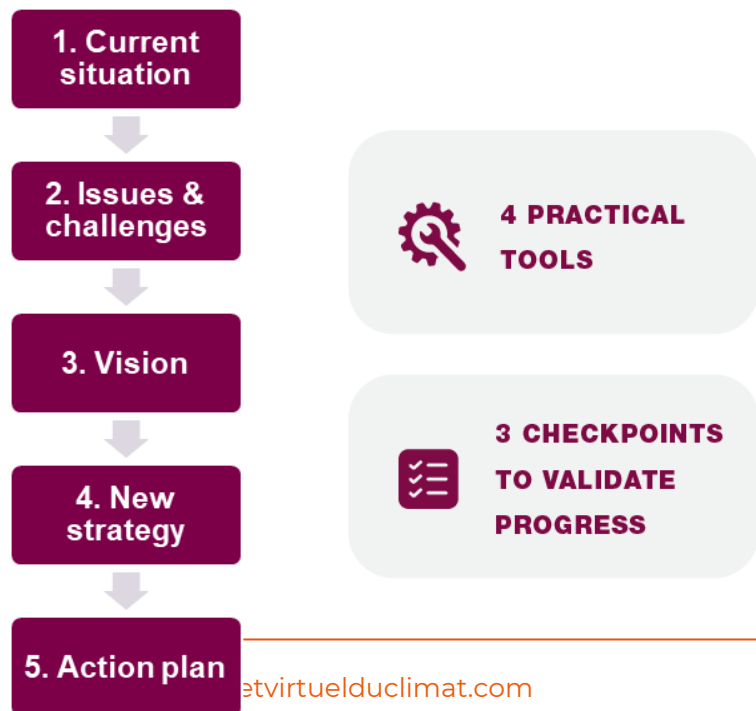 1. Current
situation
2. Issues &
challenges
3. Vision
4. New
strategy
5. Action plan
4 PRACTICAL
TOOLS
3 CHECKPOINTS
TO VALIDATE
PROGRESS
etvirtuelduclimat.com